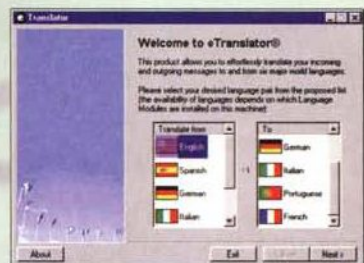 Translator
Welcome to eTranslator®
This product allows you to effortlessly translate your incoming
and outgoing messages to and from six major world languages.
Please select your desired language pair from the proposed list
(the availability of languages depends on which Language
Modules are installed on this machine)
Translate from
To
English
German
Spanish
Italian
German
Portuguese
Italian
French
About
Exit
Next >